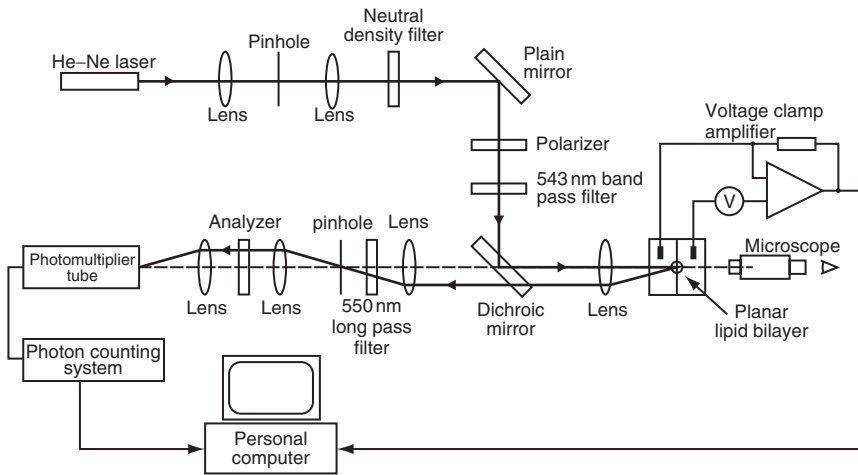 Neutral
density filter
Pinhole
He–Ne laser
Plain
mirror
Lens
Lens
Voltage clamp
amplifier
Polarizer
543 nm band
pass filter
V
Analyzer
pinhole
Lens
Microscope
Photomultiplier
tube
Lens
Lens
550 nm
long pass
filter
Dichroic
mirror
Lens
Planar
lipid bilayer
Photon counting
system
Personal
computer